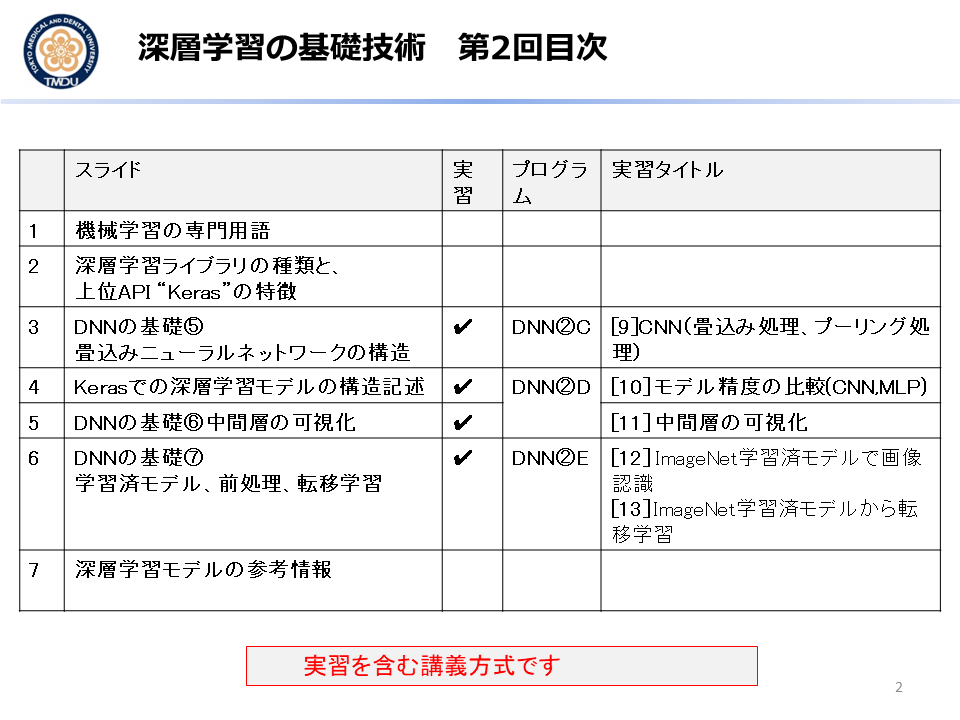 TOKYO MEDICAL AND DENTAL UNIVERSITY
TMDU
深層学習の基礎技術　第2回目次
スライド
実
習
プログラ
ム
実習タイトル
1
機械学習の専門用語
2
深層学習ライブラリの種類と、
上位API “Keras”の特徴
3
DNNの基礎⑤
畳込みニューラルネットワークの構造
✔
DNN②C
[9]CNN(畳込み処理、プーリング処
理)
4
Kerasでの深層学習モデルの構造記述
✔
DNN②D
[10]モデル精度の比較(CNN,MLP)
5
DNNの基礎⑥中間層の可視化
✔
[11]中間層の可視化
6
DNNの基礎⑦
学習済モデル、前処理、転移学習
✔
DNN②E
[12]ImageNet学習済モデルで画像
認識
[13]ImageNet学習済モデルから転
移学習
7
深層学習モデルの参考情報
実習を含む講義方式です
2